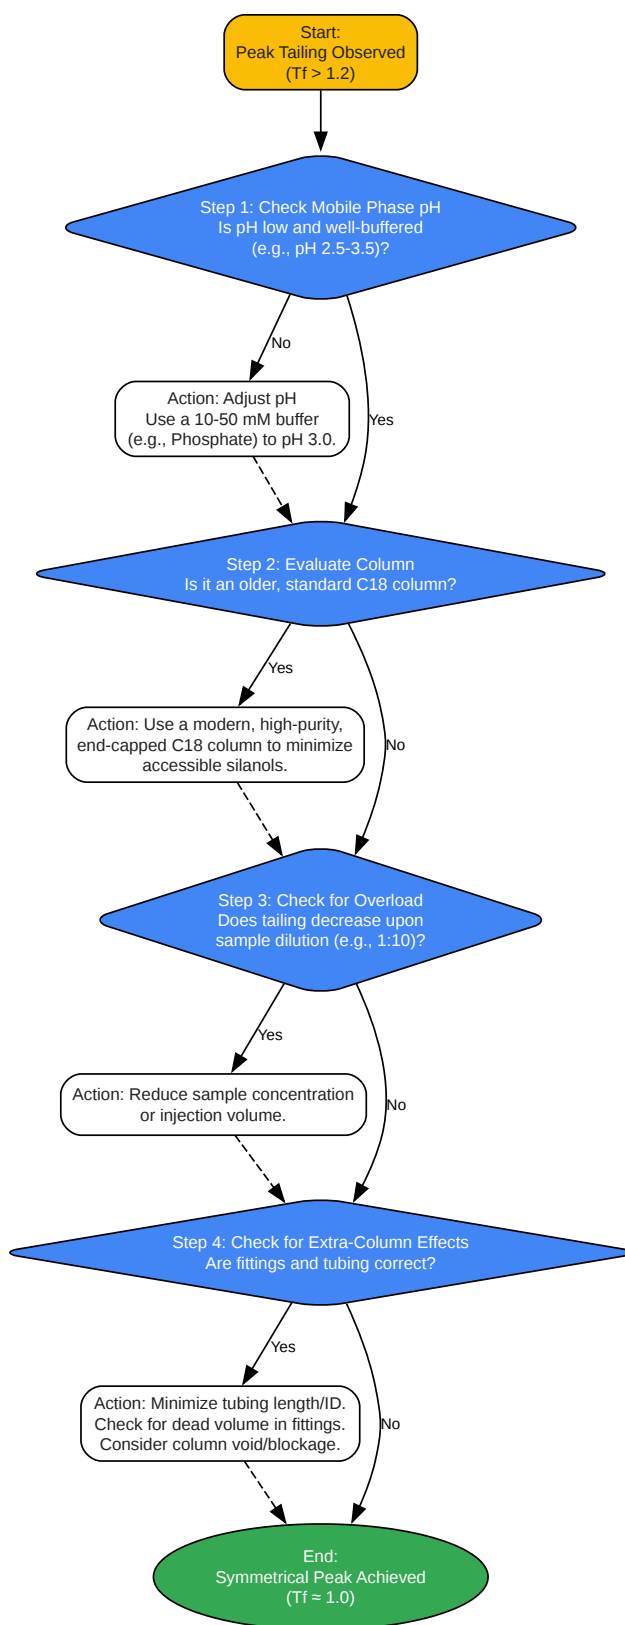 Start:
Peak Tailing Observed
(Tf > 1.2)
Step 1: Check Mobile Phase pH
Is pH low and well-buffered
(e.g., pH 2.5-3.5)?
No
Yes
Action: Adjust pH
Use a 10-50 mM buffer
(e.g., Phosphate) to pH 3.0.
Step 2: Evaluate Column
Is it an older, standard C18 column?
Yes
No
Action: Use a modern, high-purity,
end-capped C18 column to minimize
accessible silanols.
Step 3: Check for Overload
Does tailing decrease upon
sample dilution (e.g., 1:10)?
Yes
No
Action: Reduce sample concentration
or injection volume.
Step 4: Check for Extra-Column Effects
Are fittings and tubing correct?
Yes
No
Action: Minimize tubing length/ID.
Check for dead volume in fittings.
Consider column void/blockage.
End:
Symmetrical Peak Achieved
(Tf ≈ 1.0)